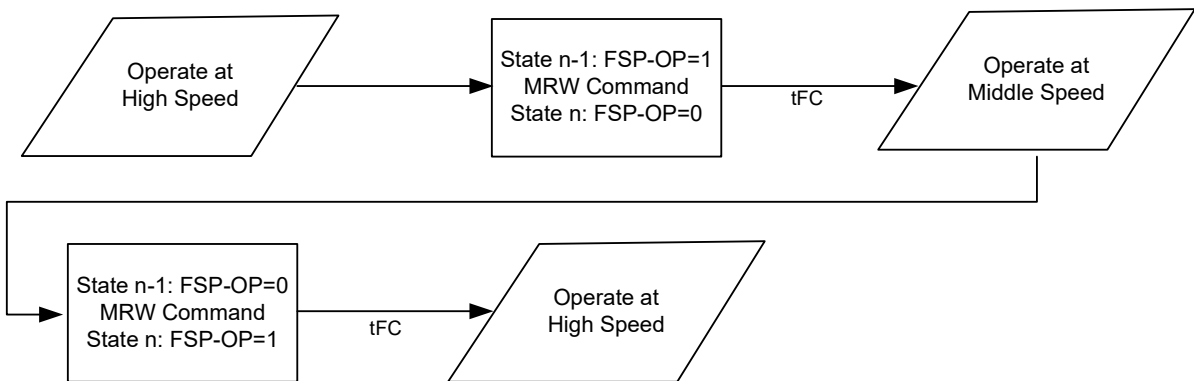 Operate at
High Speed
State n-1: FSP-OP=1
MRW Command
State n: FSP-OP=0
tFC
Operate at
Middle Speed
State n-1: FSP-OP=0
MRW Command
State n: FSP-OP=1
tFC
Operate at
High Speed